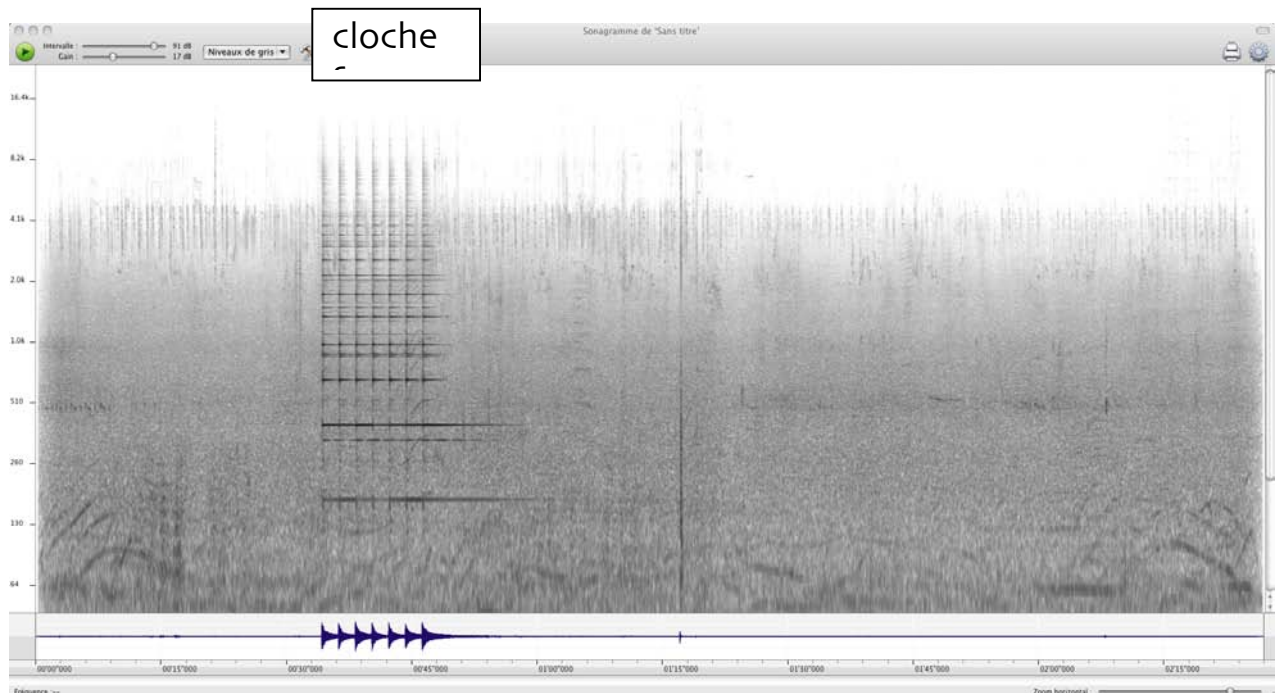 cloche
Sonagramme de 'Sans titre'
Intervalle : 91 dB
Gain : 17 dB
Niveaux de gris
16.4k
8.2k
4.1k
2.0k
1.0k
510
260
130
64
00'00"000 00'15"000 00'30"000 00'45"000 01'00"000 01'15"000 01'30"000 01'45"000 02'00"000 02'15"000
Zoom horizontal :